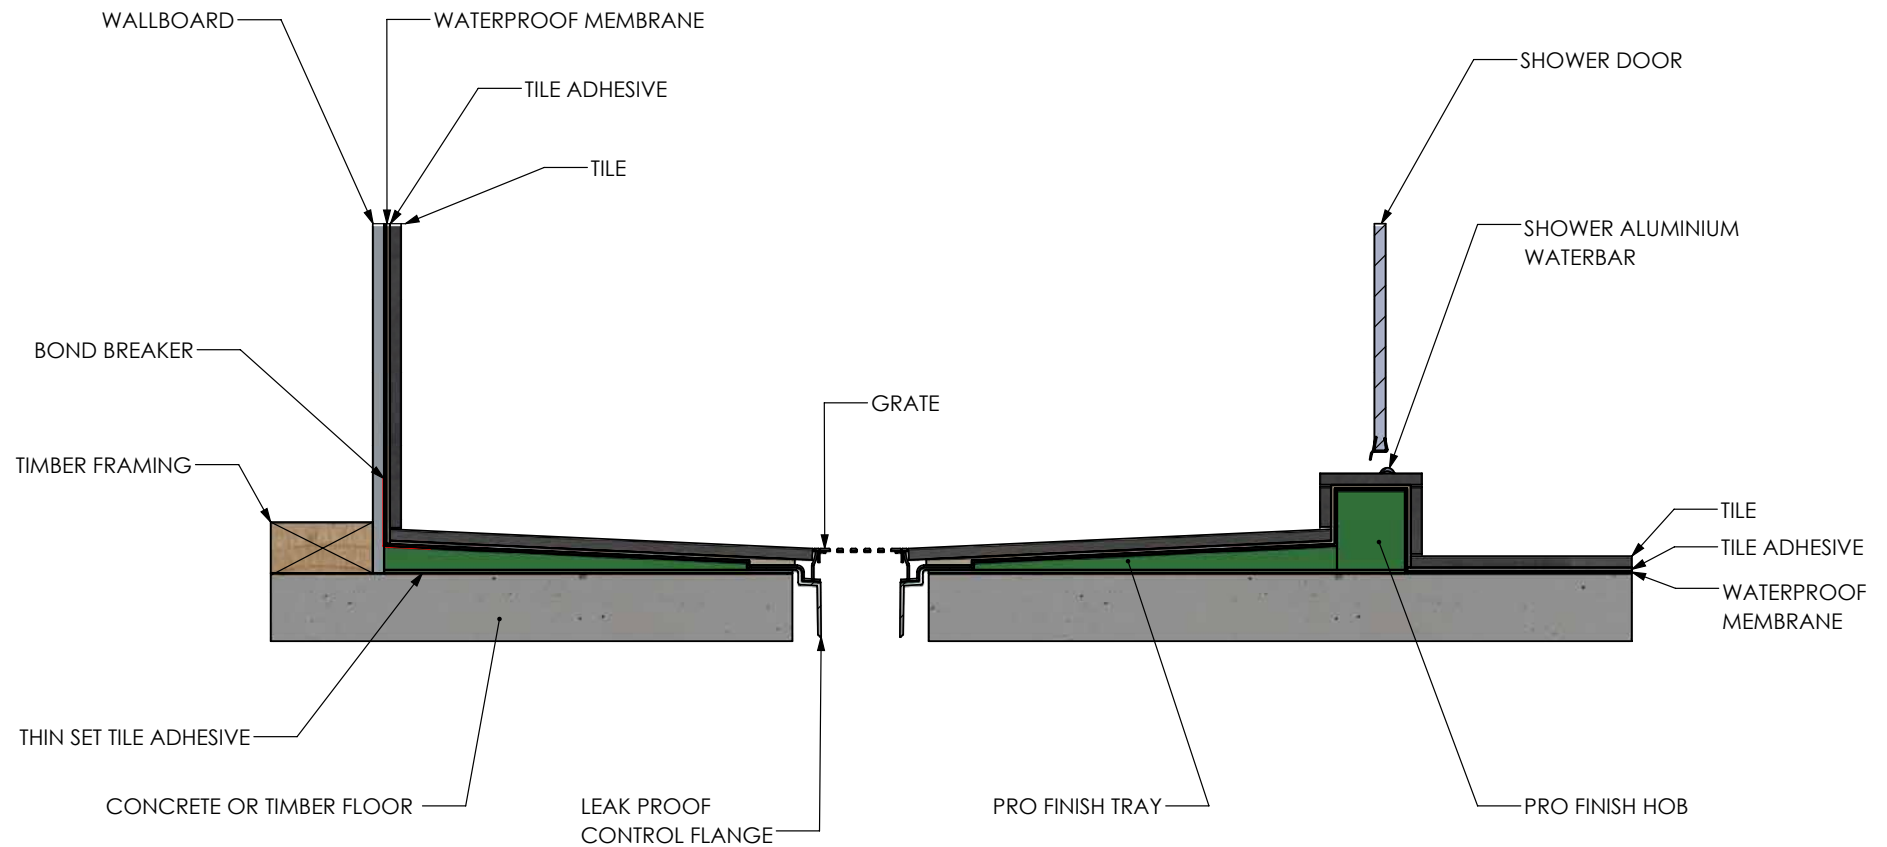 WALLBOARD
WATERPROOF MEMBRANE
TILE ADHESIVE
TILE
BOND BREAKER
TIMBER FRAMING
THIN SET TILE ADHESIVE
CONCRETE OR TIMBER FLOOR
LEAK PROOF
CONTROL FLANGE
GRATE
SHOWER DOOR
SHOWER ALUMINIUM
WATERBAR
TILE
TILE ADHESIVE
WATERPROOF
MEMBRANE
PRO FINISH TRAY
PRO FINISH HOB